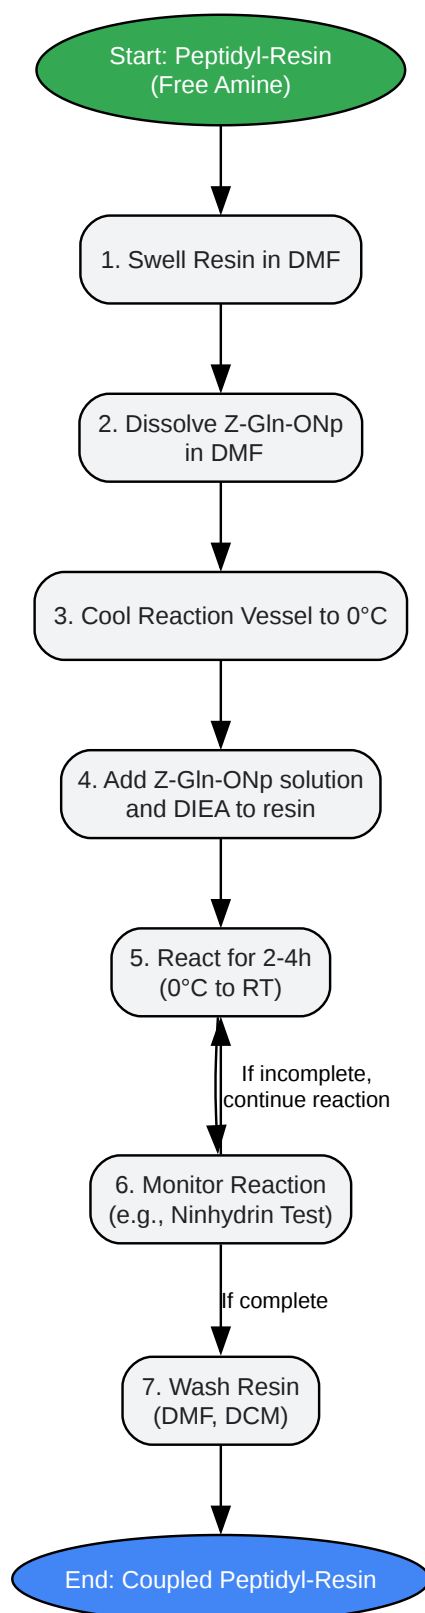 Start: Peptidyl-Resin
(Free Amine)
1. Swell Resin in DMF
2. Dissolve Z-Gln-ONp
in DMF
3. Cool Reaction Vessel to 0°C
4. Add Z-Gln-ONp solution
and DIEA to resin
5. React for 2-4h
(0°C to RT)
If incomplete,
continue reaction
6. Monitor Reaction
(e.g., Ninhydrin Test)
If complete
7. Wash Resin
(DMF, DCM)
End: Coupled Peptidyl-Resin